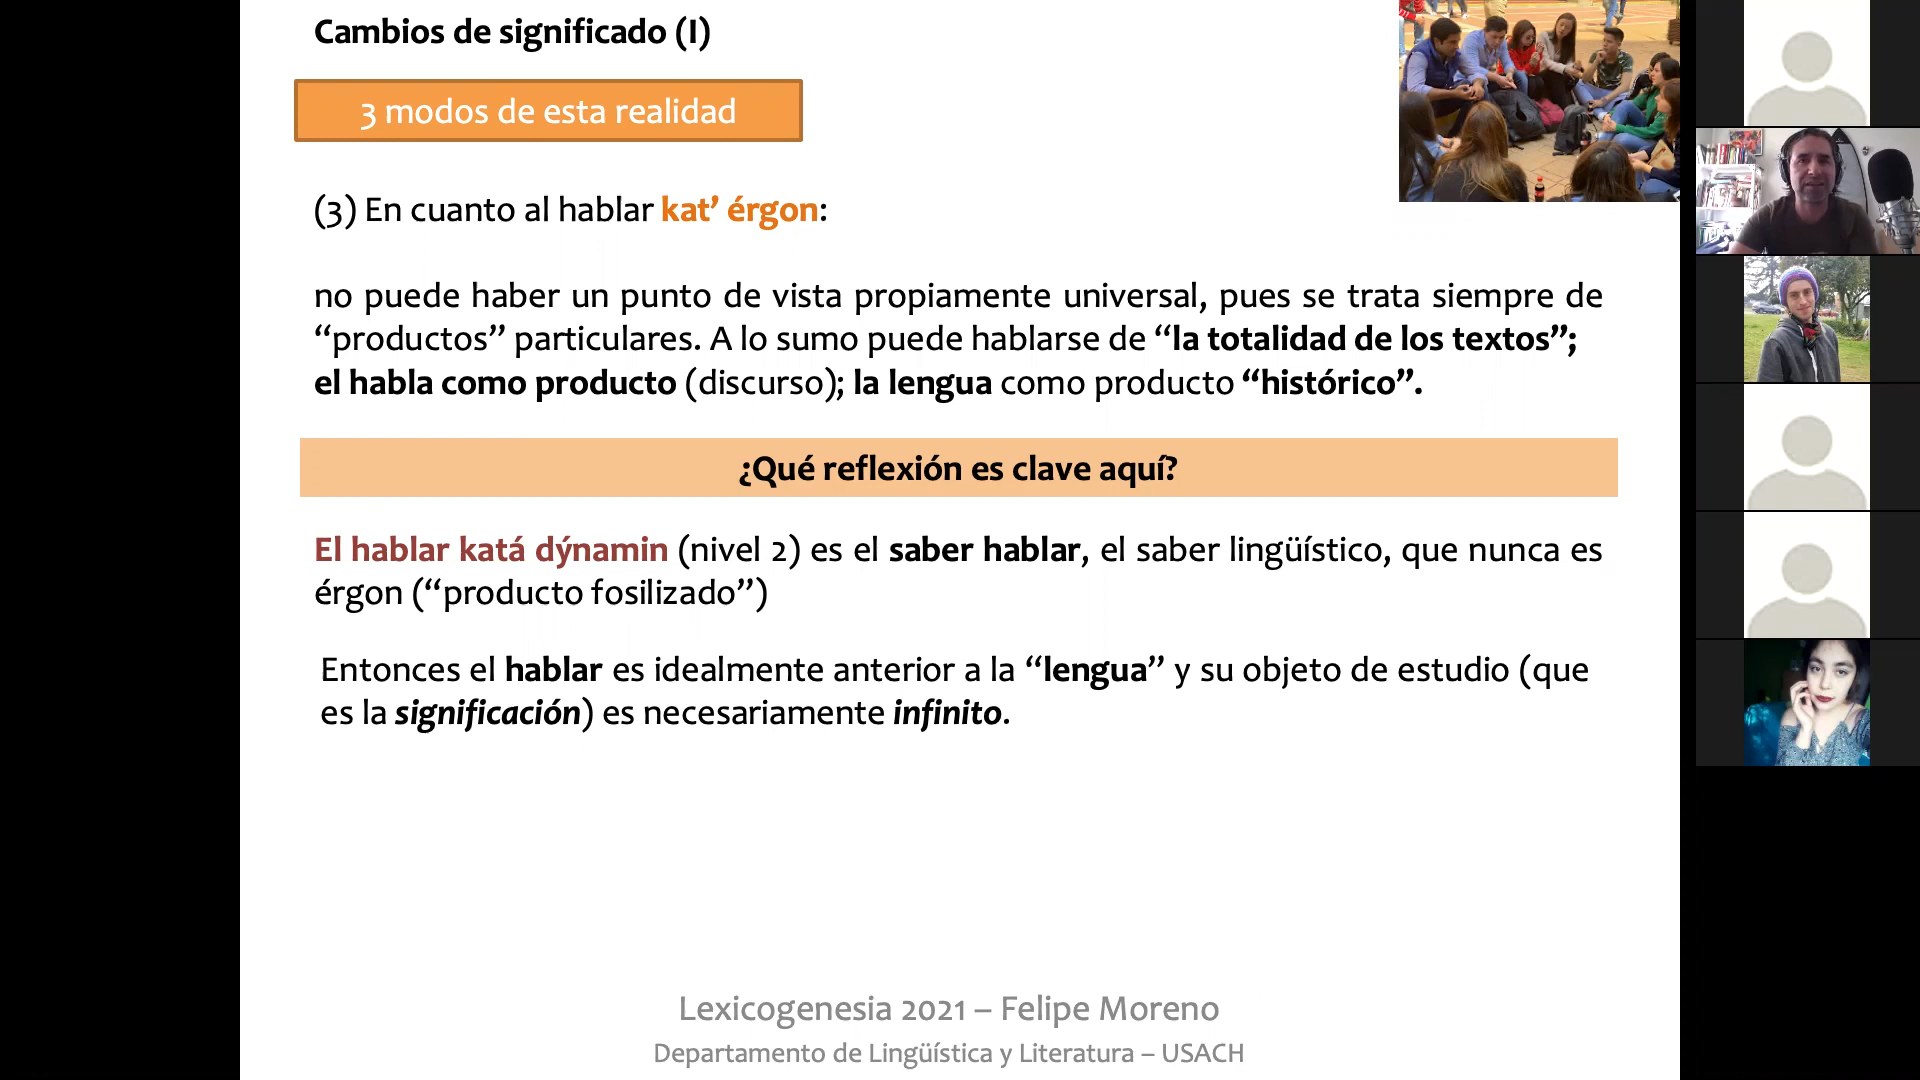 Cambios de significado (I)
3 modos de esta realidad
(3) En cuanto al hablar kat’ érgon:
no puede haber un punto de vista propiamente universal, pues se trata siempre de
“productos” particulares. A lo sumo puede hablarse de “la totalidad de los textos”;
el habla como producto (discurso); la lengua como producto “histórico”.
¿Qué reflexión es clave aquí?
El hablar katá dýnamin (nivel 2) es el saber hablar, el saber lingüístico, que nunca es
érgon (“producto fosilizado”)
Entonces el hablar es idealmente anterior a la “lengua” y su objeto de estudio (que
es la significación) es necesariamente infinito.
Lexicogenesia 2021 – Felipe Moreno
Departamento de Lingüística y Literatura – USACH